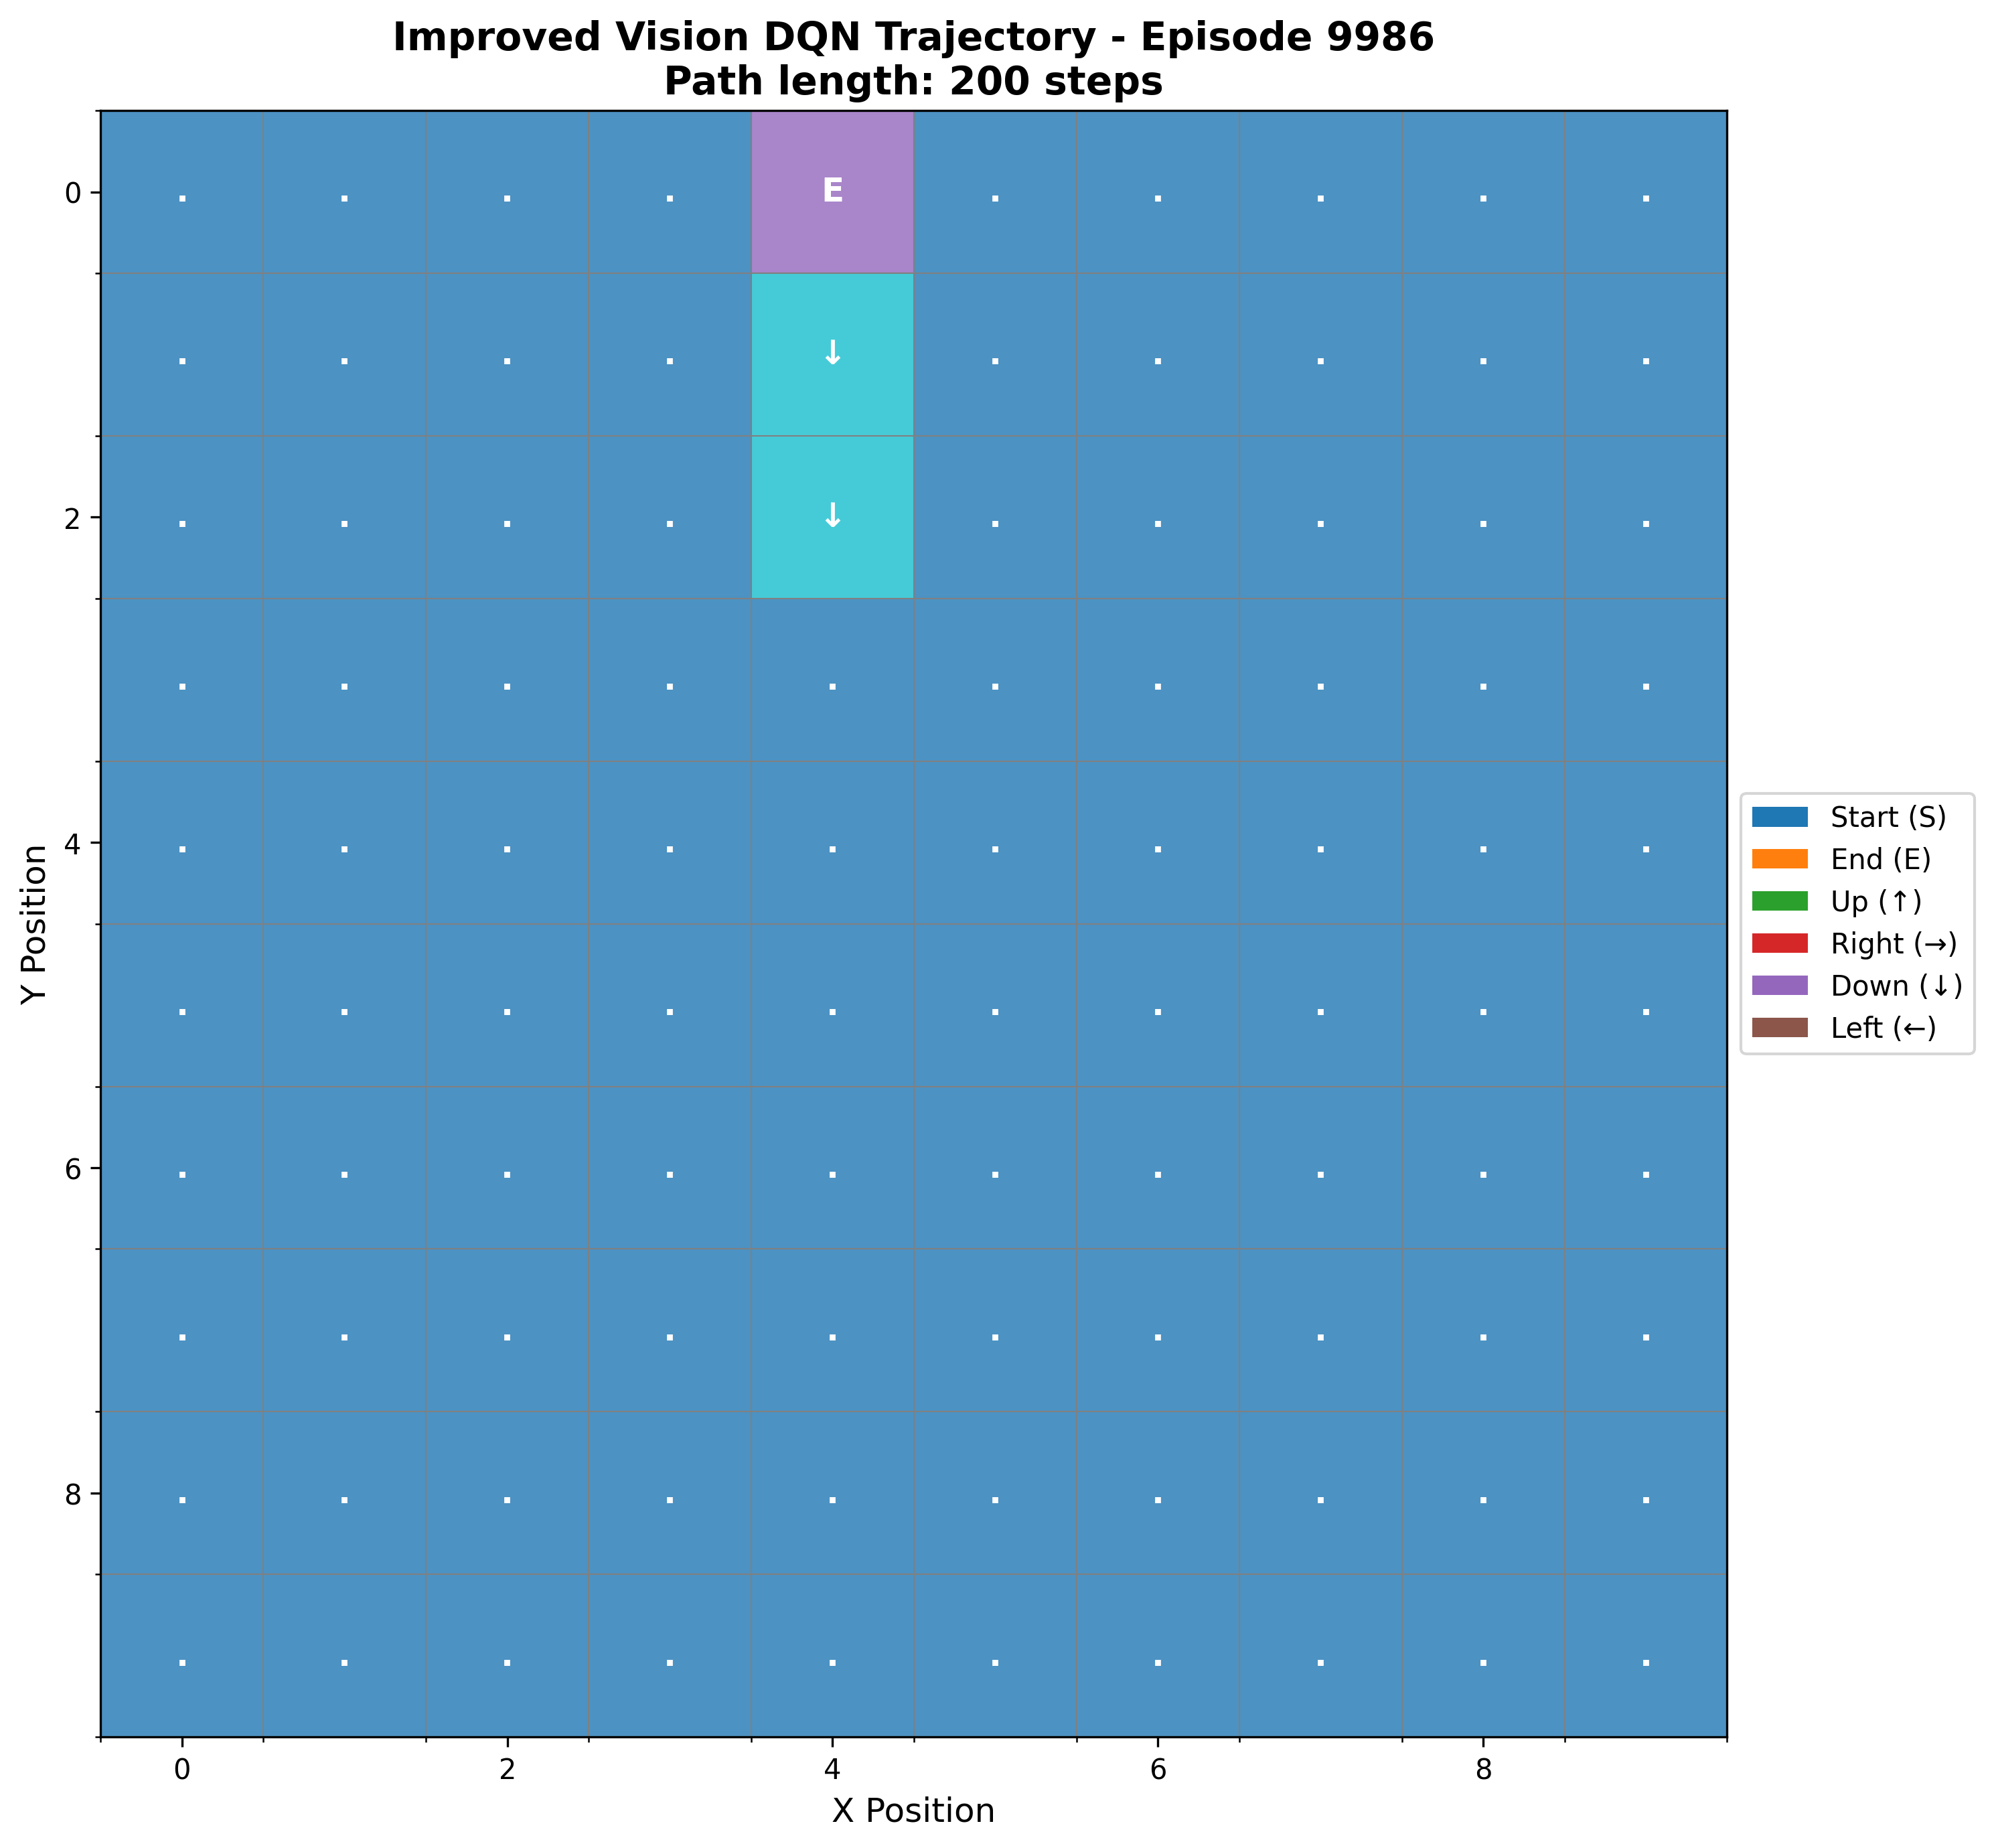 Improved Vision DQN Trajectory - Episode 9986
Path length: 200 steps
0
E
↓
2
↓
4
6
8
Y Position
0 2 4 6 8
X Position
Start (S)
End (E)
Up (↑)
Right (→)
Down (↓)
Left (←)